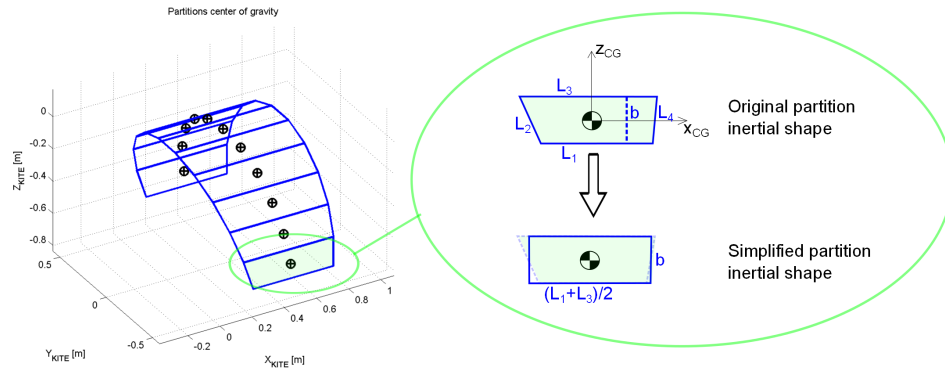 Partitions center of gravity
0
-0.2
-0.4
-0.6
-0.8
Z_KITE [m]
0.5
0
-0.5
Y_KITE [m]
-0.2
0
0.2
0.4
0.6
0.8
1
X_KITE [m]
z_CG
L_3
L_2
b
L_4
x_CG
L_1
Original partition
inertial shape
b
(L_1+L_3)/2
Simplified partition
inertial shape